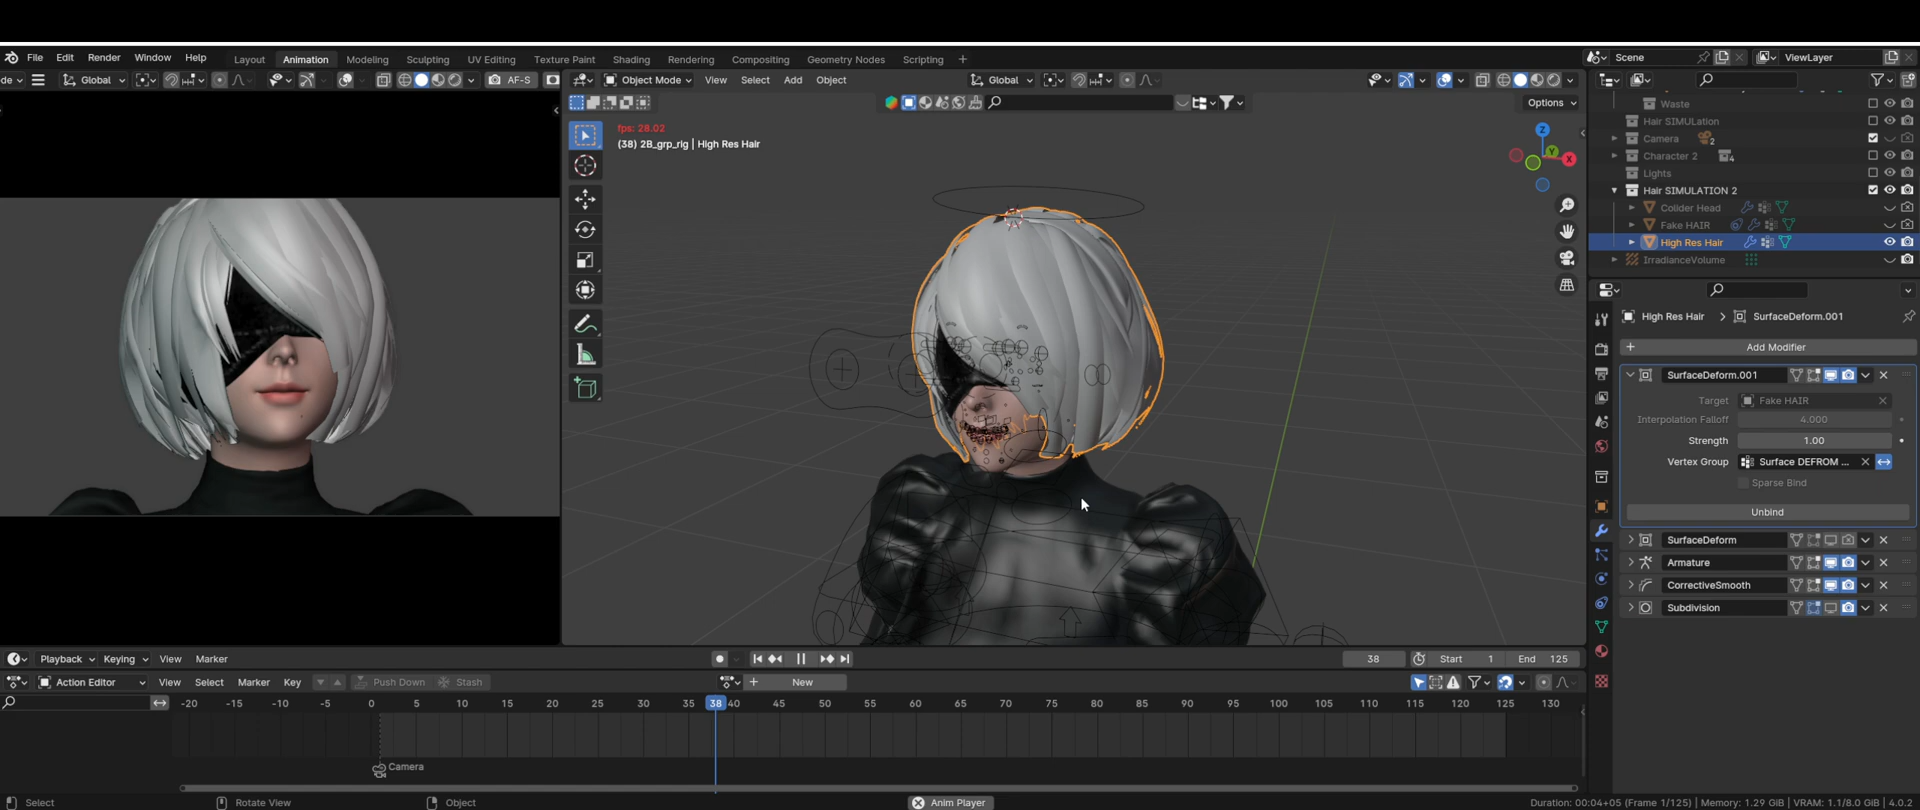 File Edit Render Window Help
Layout Animation Modeling Sculpting UV Editing Texture Paint Shading Rendering Compositing Geometry Nodes Scripting +
Scene
ViewLayer
de Global AF-S
Object Mode View Select Add Object Global
Options
fps: 28.02
(38) 2B_grp_rig | High Res Hair
Z
Y
X
Waste
Hair SIMUlation
Camera 2
Character 2 4
Lights
Hair SIMULATION 2
Collider Head
Fake HAIR
High Res Hair
IrradianceVolume
High Res Hair > SurfaceDeform.001
+ Add Modifier
SurfaceDeform.001
Target Fake HAIR
Interpolation Falloff 4.000
Strength 1.00
Vertex Group Surface DEFROM ...
Sparse Bind
Unbind
SurfaceDeform
Armature
CorrectiveSmooth
Subdivision
Playback Keying View Marker
38 Start 1 End 125
Action Editor View Select Marker Key Push Down Stash + New
-20 -15 -10 -5 0 5 10 15 20 25 30 35 38 40 45 50 55 60 65 70 75 80 85 90 95 100 105 110 115 120 125 130
Camera
Select Rotate View Object Anim Player Duration: 00:04+05 (Frame 1/125) | Memory: 1.29 GiB | VRAM: 1.1/8.0 GiB | 4.0.2